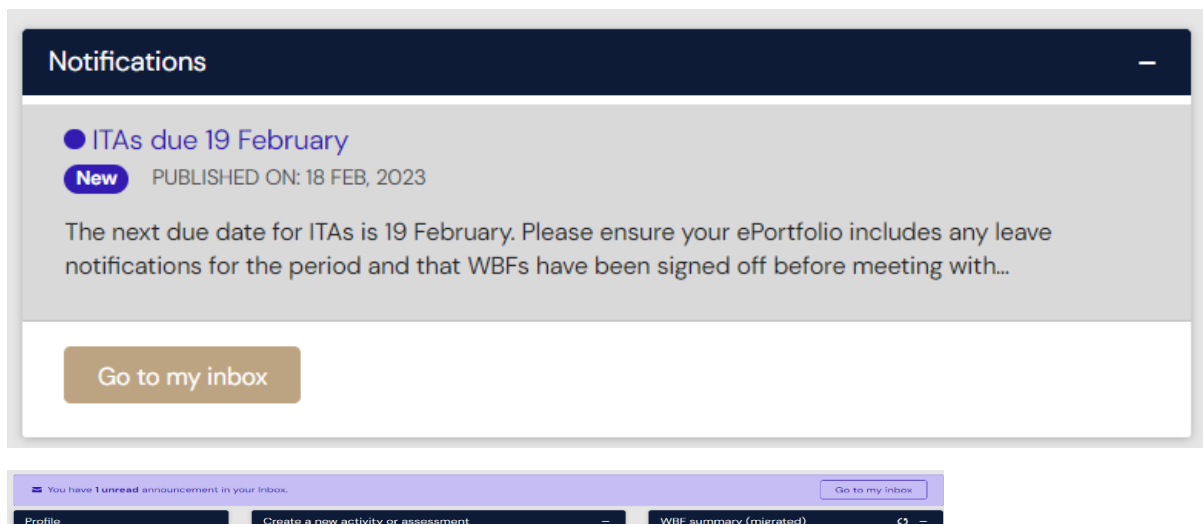 Notifications
ITAs due 19 February
New PUBLISHED ON: 18 FEB, 2023
The next due date for ITAs is 19 February. Please ensure your ePortfolio includes any leave
notifications for the period and that WBFs have been signed off before meeting with...
Go to my inbox
You have 1 unread announcement in your Inbox. Go to my inbox
Profile Create a new activity or assessment WBF summary (migrated)